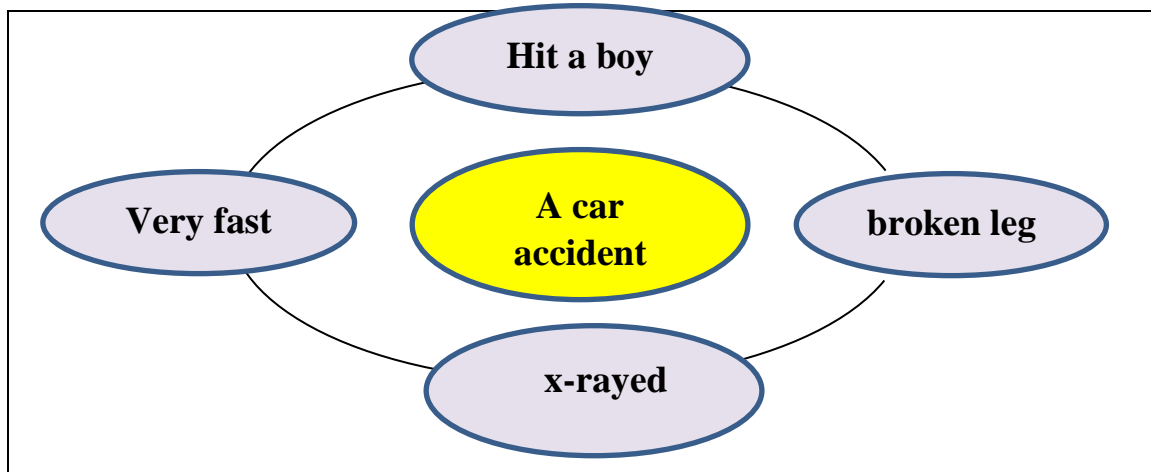 Hit a boy
Very fast
A car
accident
broken leg
x-rayed